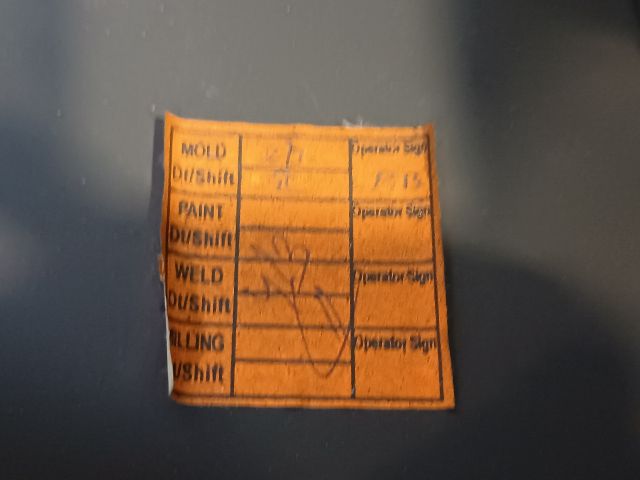 MOLD Operator Sign
Dt/Shift
PAINT Operator Sign
Dt/Shift
WELD Operator Sign
Dt/Shift
ILLING Operator Sign
t/Shift